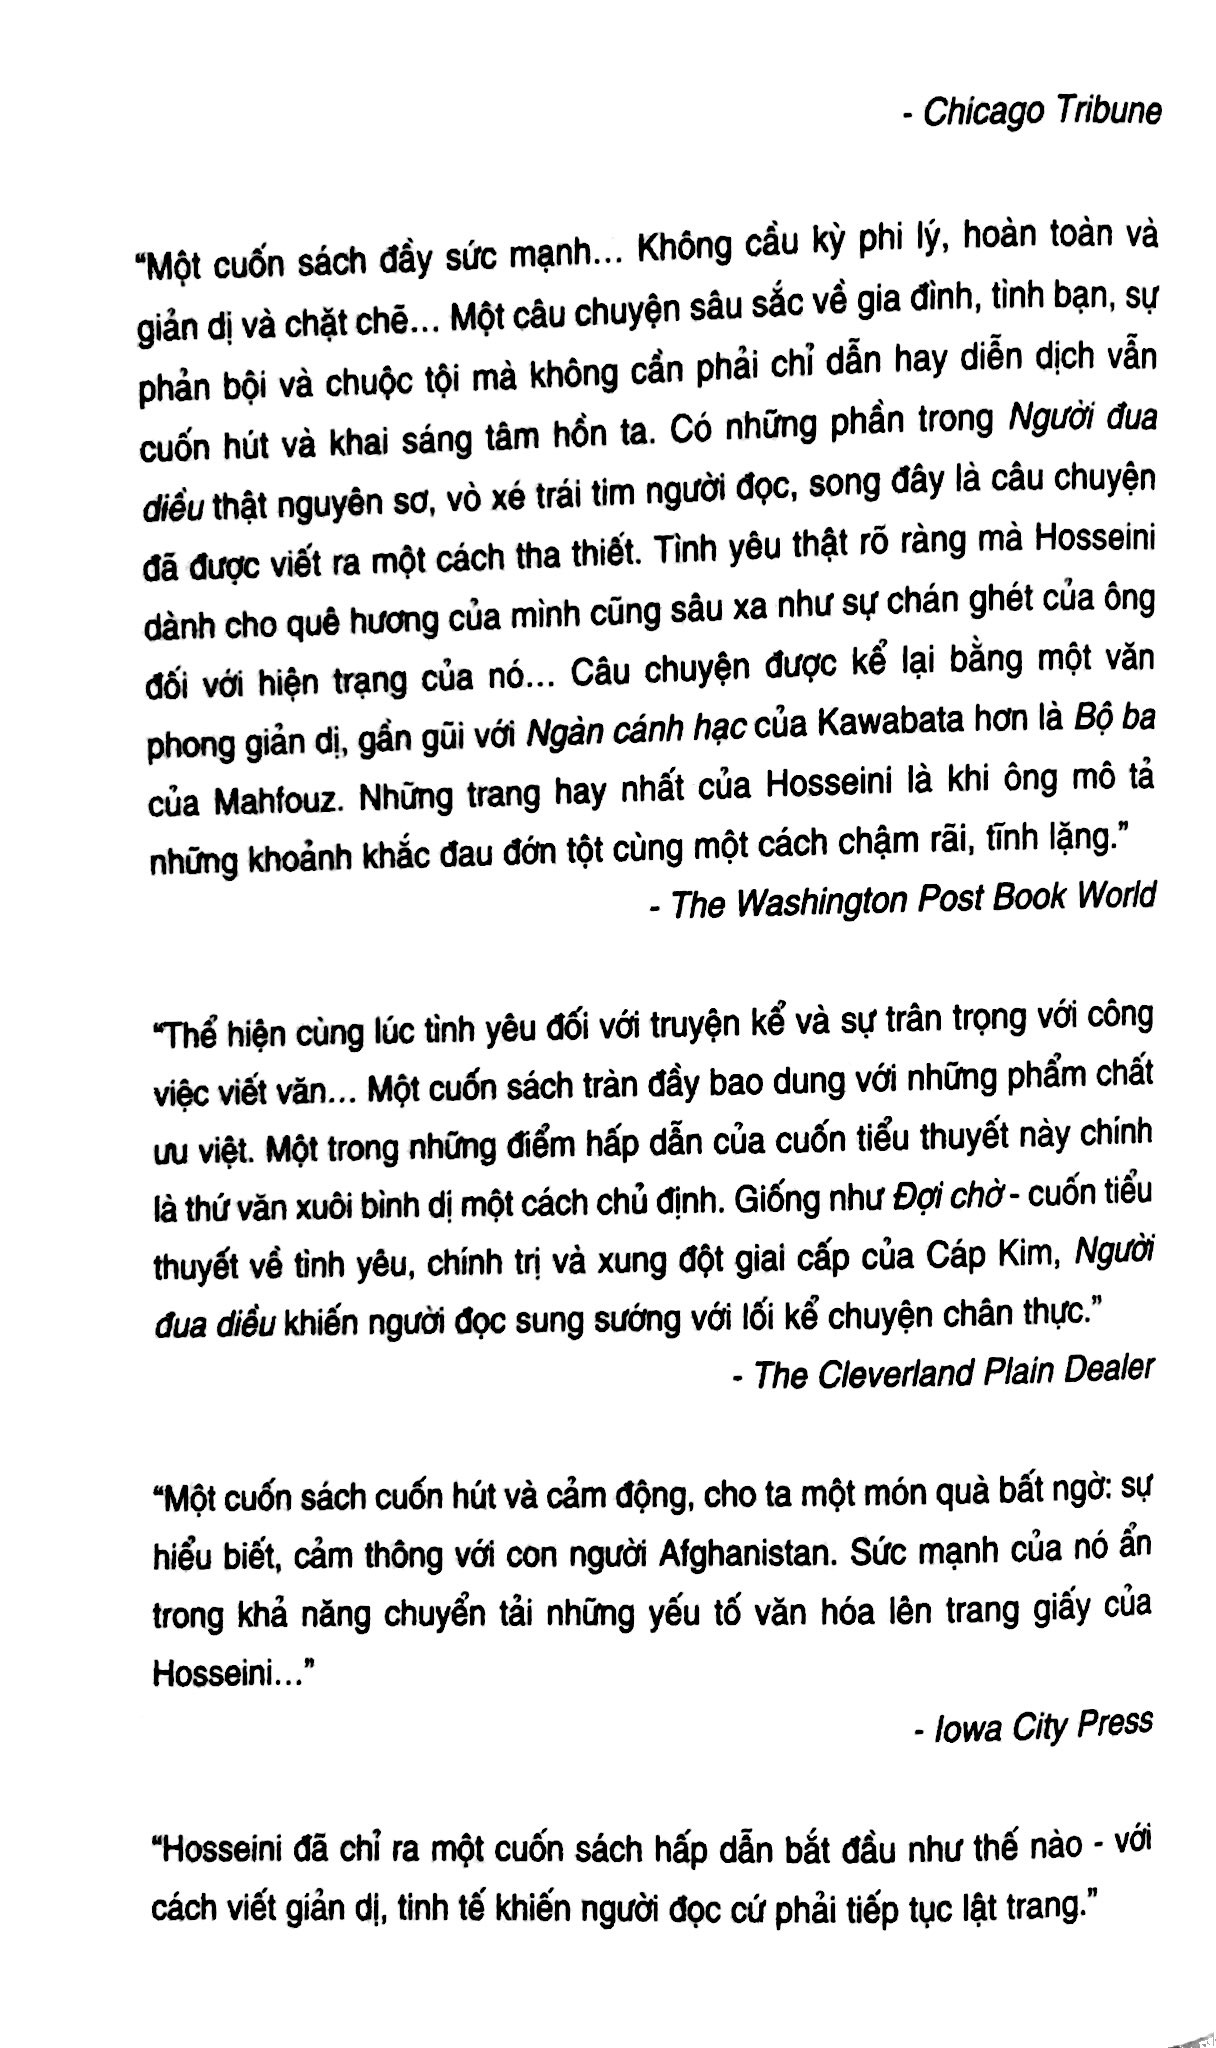 - Chicago Tribune
“Một cuốn sách đầy sức mạnh... Không cầu kỳ phi lý, hoàn toàn và
giản dị và chặt chẽ... Một câu chuyện sâu sắc về gia đình, tình bạn, sự
phản bội và chuộc tội mà không cần phải chỉ dẫn hay diễn dịch vẫn
cuốn hút và khai sáng tâm hồn ta. Có những phần trong Người đua
diều thật nguyên sơ, vò xé trái tim người đọc, song đây là câu chuyện
đã được viết ra một cách tha thiết. Tình yêu thật rõ ràng mà Hosseini
dành cho quê hương của mình cũng sâu xa như sự chán ghét của ông
đối với hiện trạng của nó... Câu chuyện được kể lại bằng một văn
phong giản dị, gần gũi với Ngàn cánh hạc của Kawabata hơn là Bộ ba
của Mahfouz. Những trang hay nhất của Hosseini là khi ông mô tả
những khoảnh khắc đau đớn tột cùng một cách chậm rãi, tĩnh lặng.”
- The Washington Post Book World
“Thể hiện cùng lúc tình yêu đối với truyện kể và sự trân trọng với công
việc viết văn... Một cuốn sách tràn đầy bao dung với những phẩm chất
ưu việt. Một trong những điểm hấp dẫn của cuốn tiểu thuyết này chính
là thứ văn xuôi bình dị một cách chủ định. Giống như Đợi chờ - cuốn tiểu
thuyết về tình yêu, chính trị và xung đột giai cấp của Cáp Kim, Người
đua diều khiến người đọc sung sướng với lối kể chuyện chân thực.”
- The Cleverland Plain Dealer
“Một cuốn sách cuốn hút và cảm động, cho ta một món quà bất ngờ: sự
hiểu biết, cảm thông với con người Afghanistan. Sức mạnh của nó ẩn
trong khả năng chuyển tải những yếu tố văn hóa lên trang giấy của
Hosseini...”
- Iowa City Press
“Hosseini đã chỉ ra một cuốn sách hấp dẫn bắt đầu như thế nào - với
cách viết giản dị, tinh tế khiến người đọc cứ phải tiếp tục lật trang.”